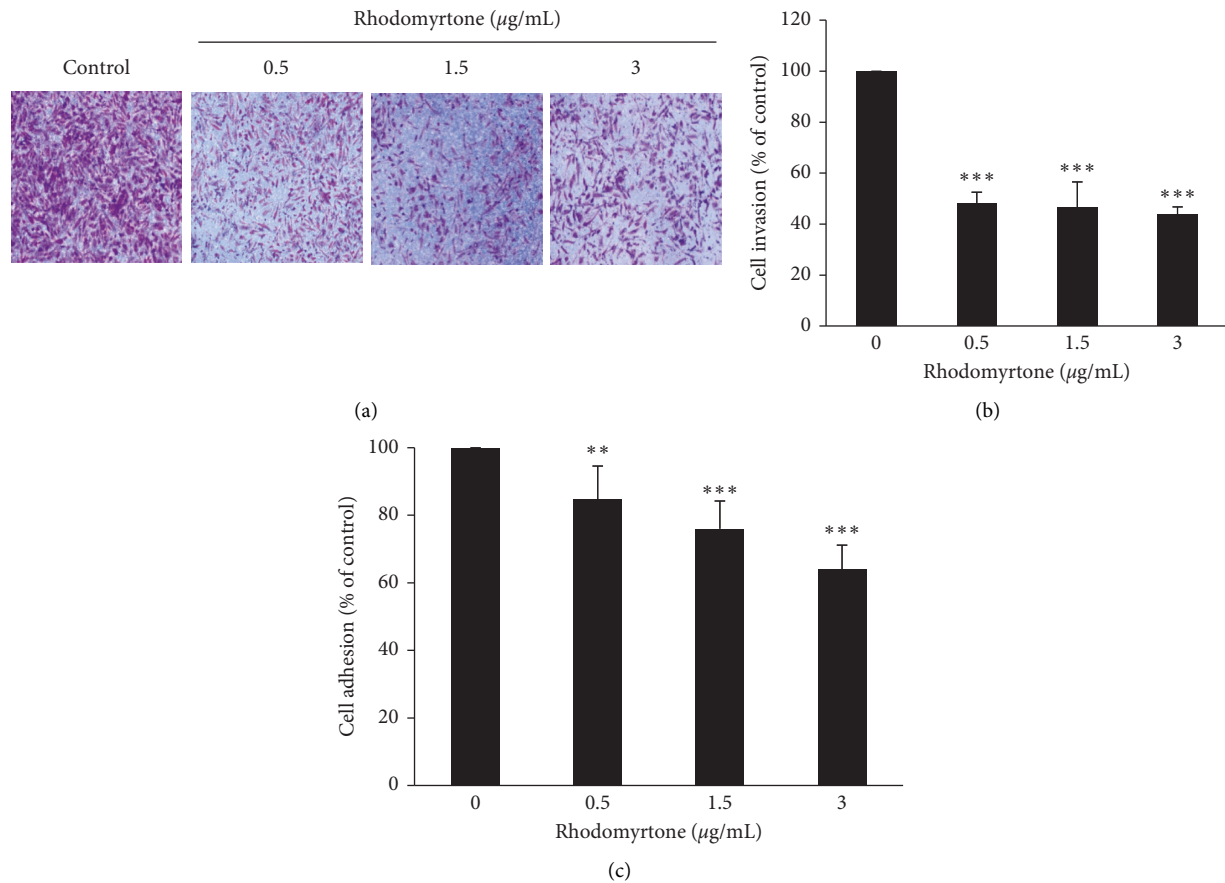 Rhodomyrtone (µg/mL)
Control 0.5 1.5 3
(a)
120
100
80
60
40
20
0
Cell invasion (% of control)
*** *** ***
0 0.5 1.5 3
Rhodomyrtone (µg/mL)
(b)
100
80
60
40
20
0
Cell adhesion (% of control)
** *** ***
0 0.5 1.5 3
Rhodomyrtone (µg/mL)
(c)